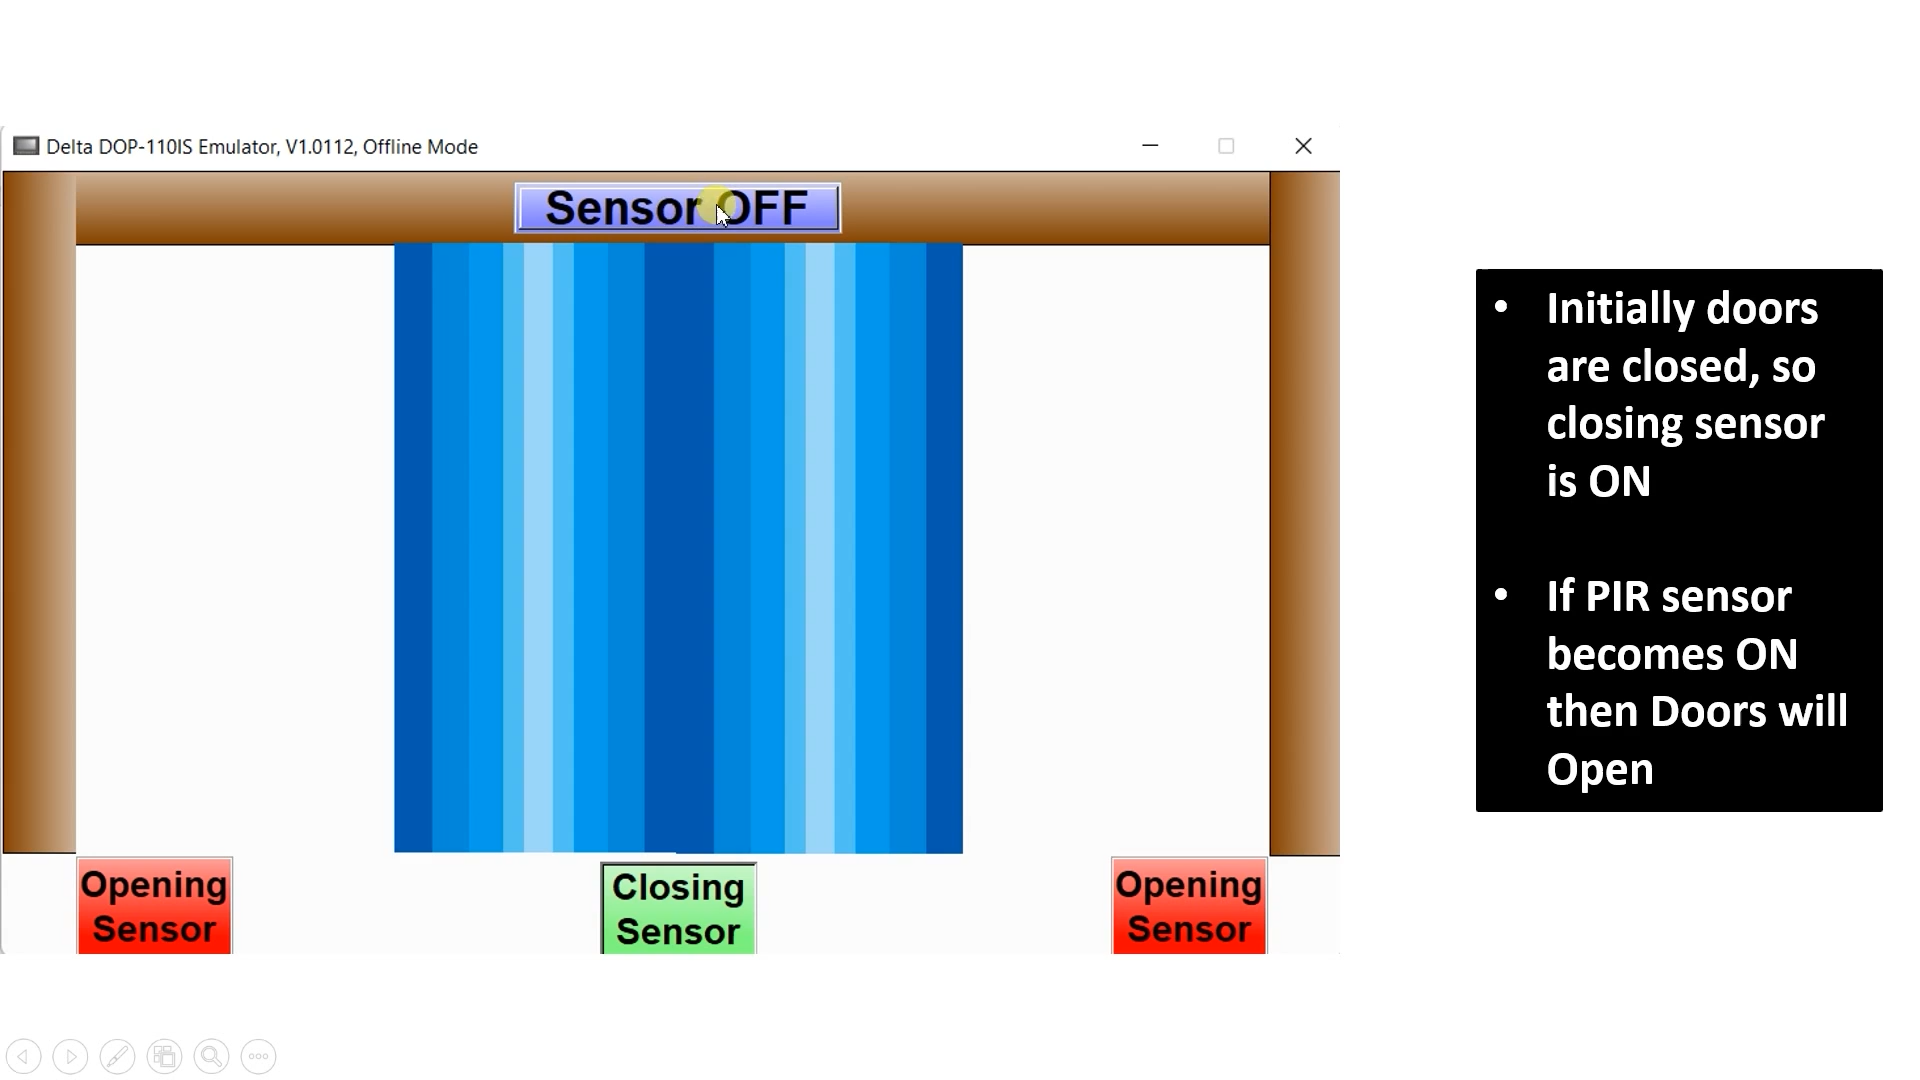 Delta DOP-110IS Emulator, V1.0112, Offline Mode
Sensor OFF
Opening
Sensor
Closing
Sensor
Opening
Sensor
• Initially doors
are closed, so
closing sensor
is ON
• If PIR sensor
becomes ON
then Doors will
Open